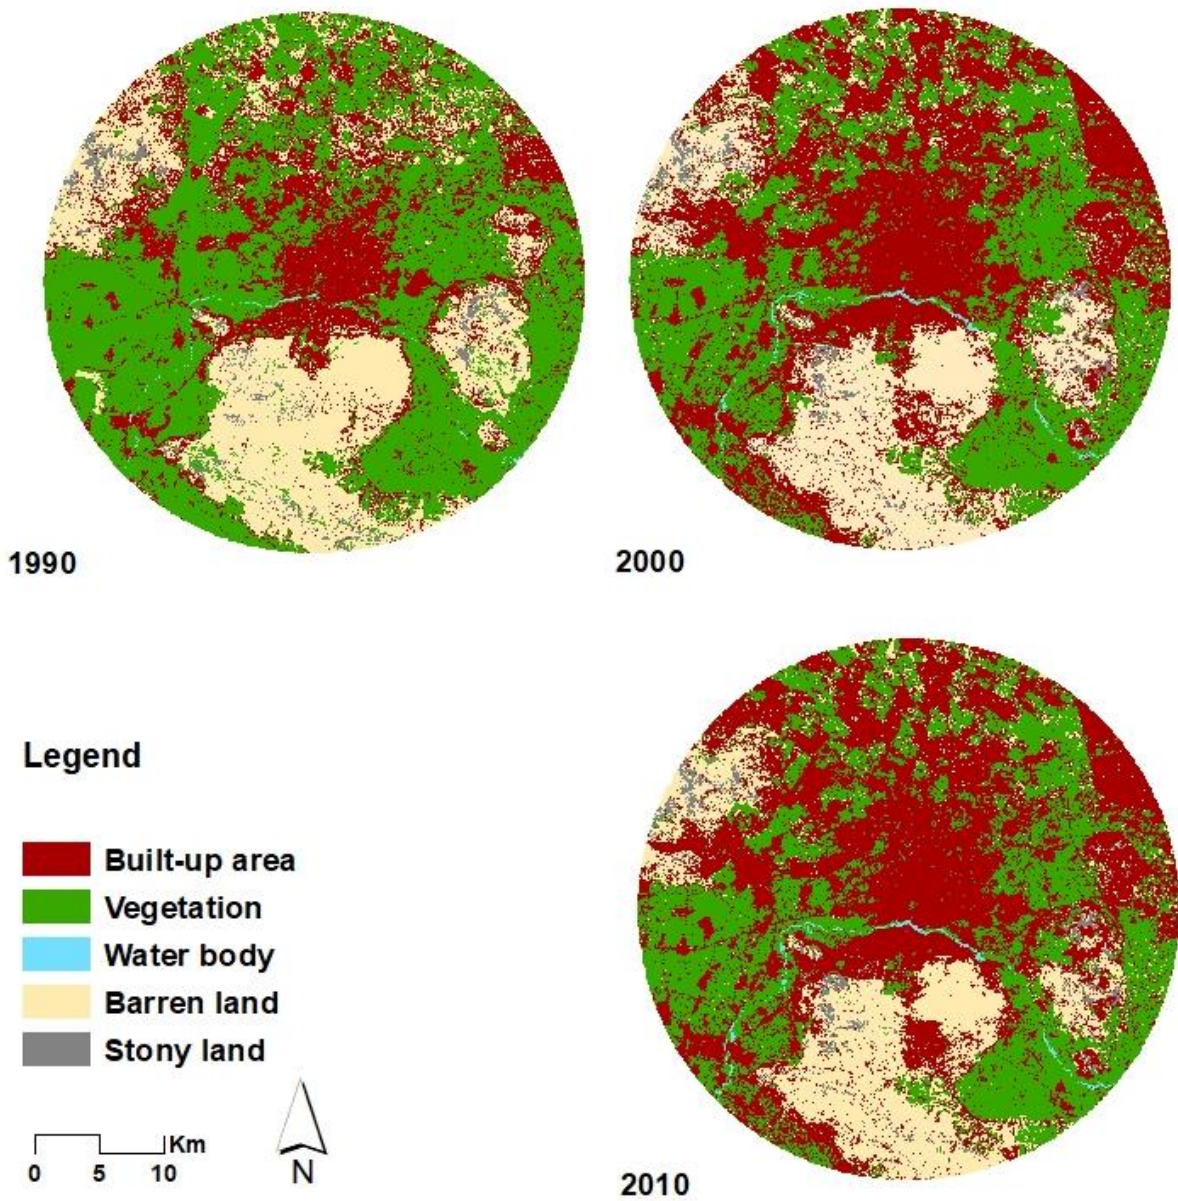 1990
2000
Legend
Built-up area
Vegetation
Water body
Barren land
Stony land
Km
0 5 10
N
2010